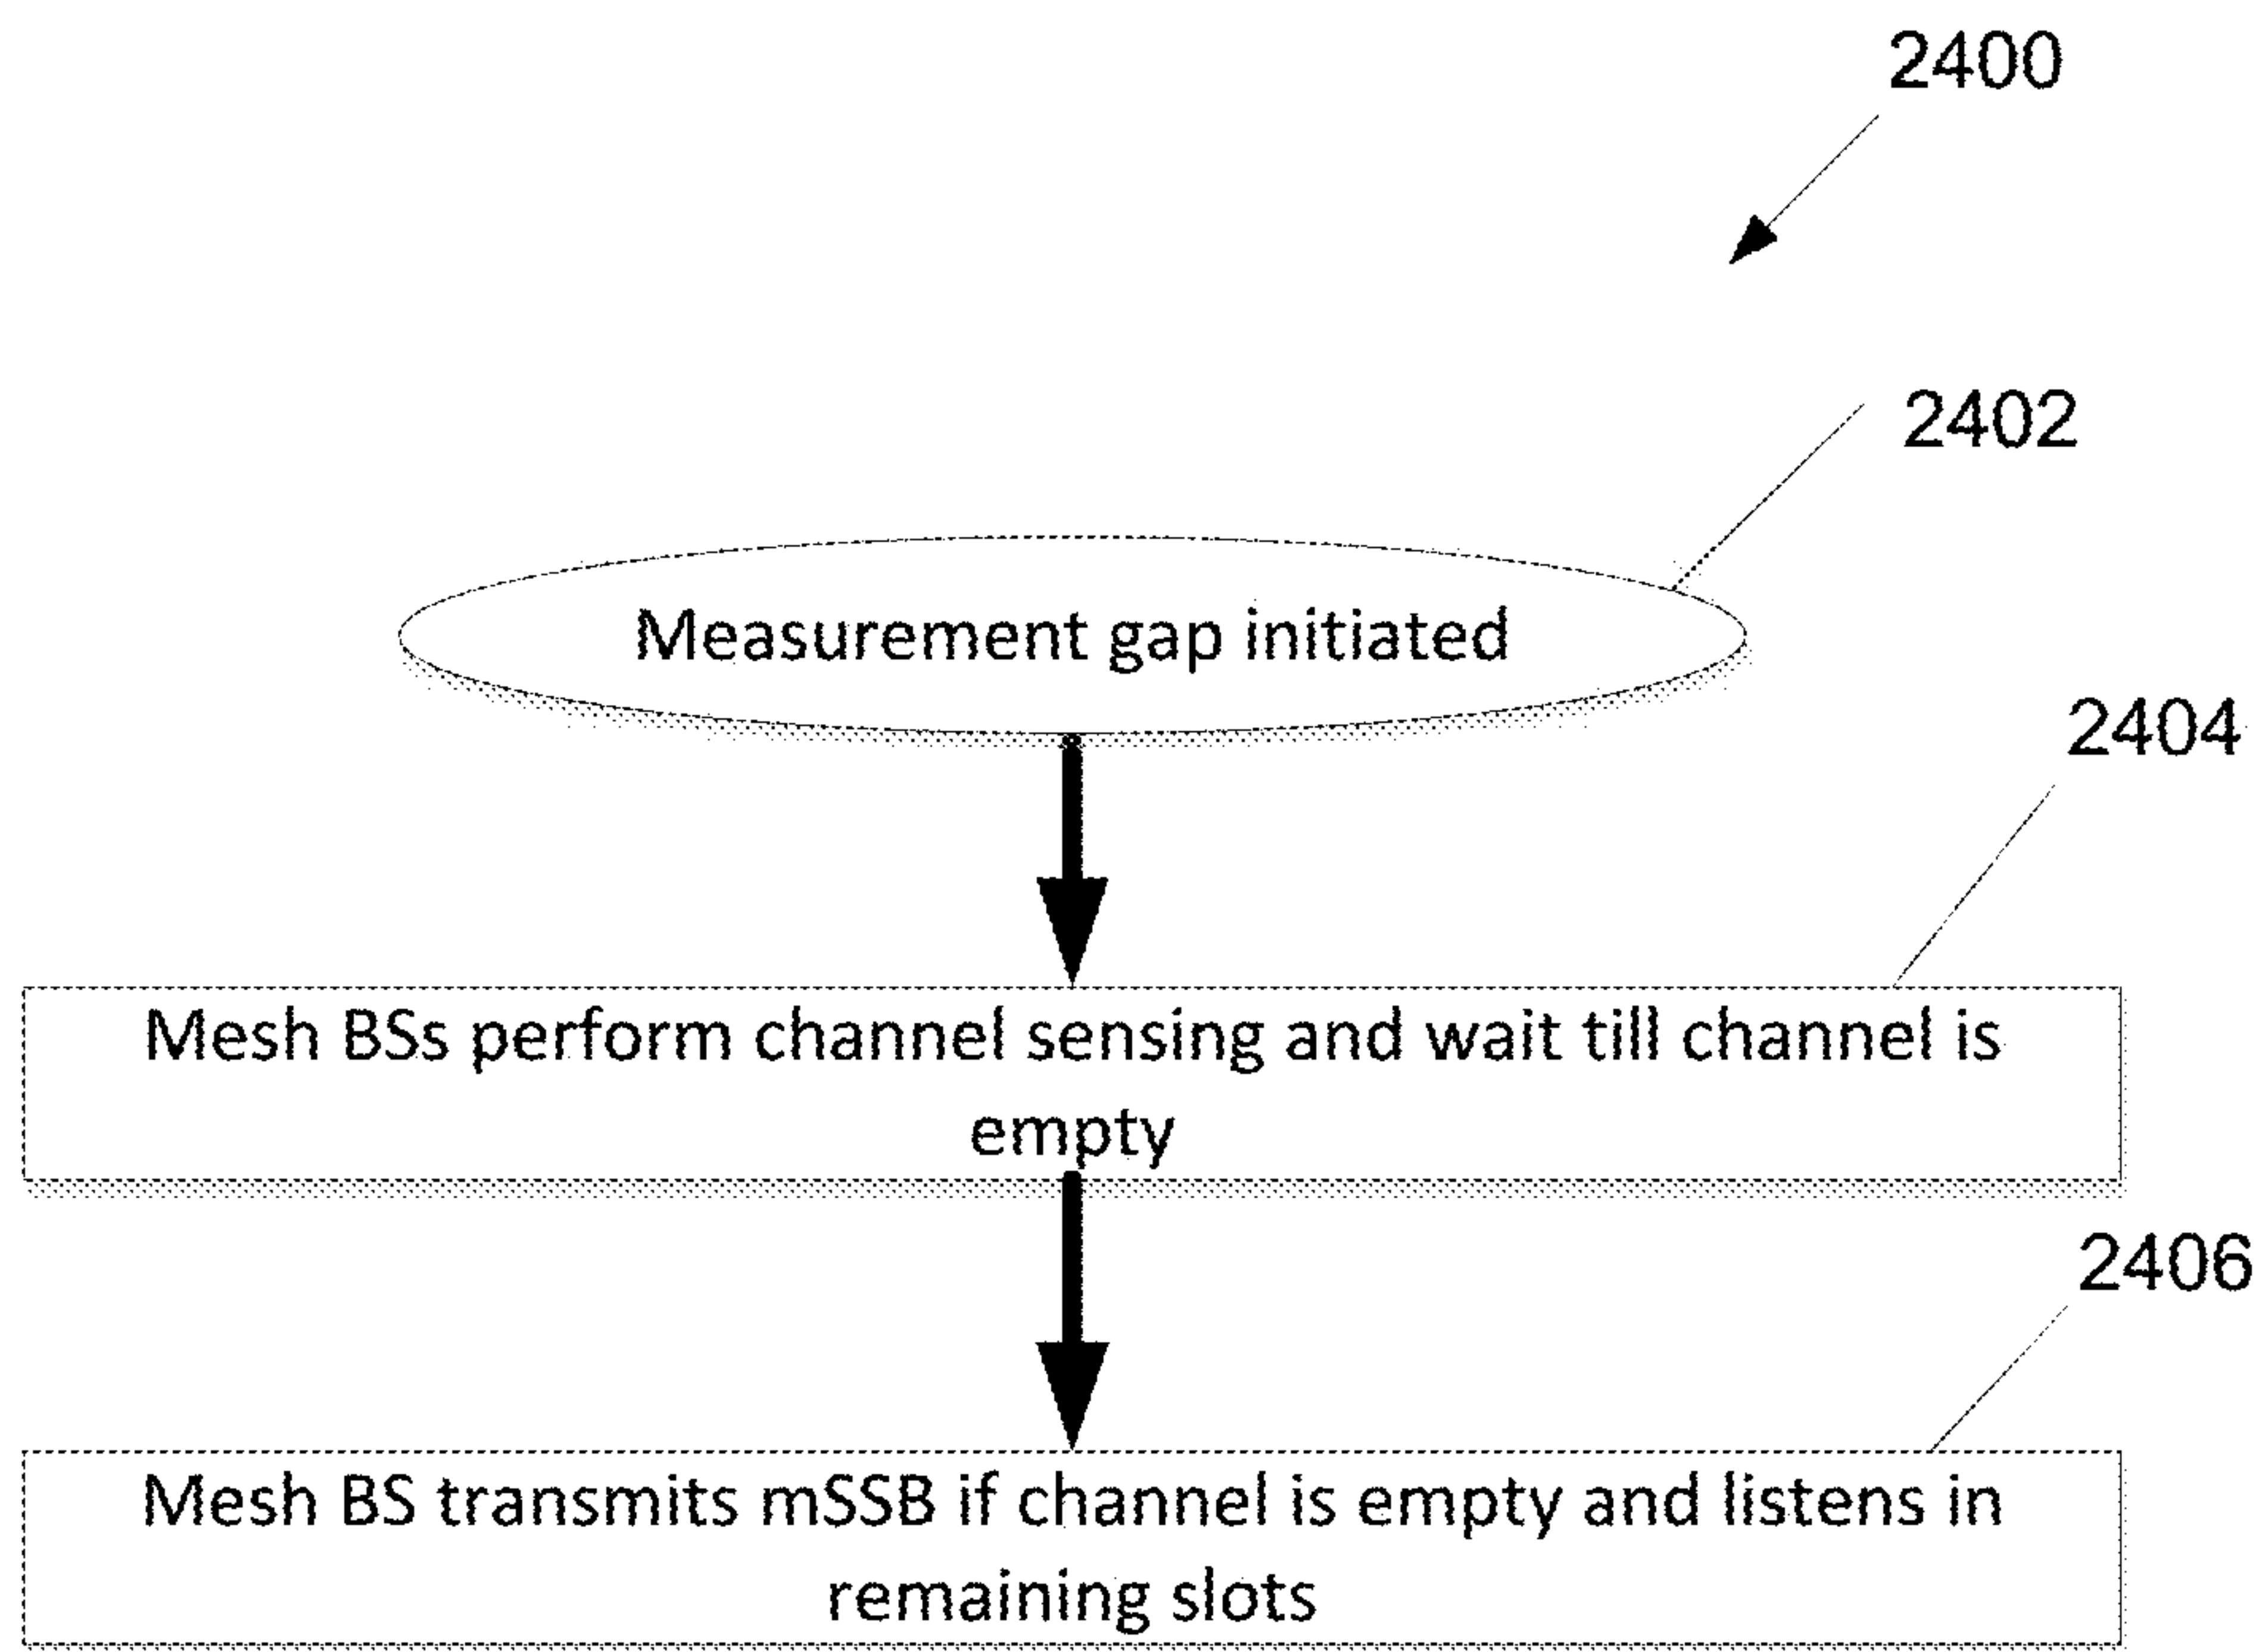 2400
2402
Measurement gap initiated
2404
Mesh BSs perform channel sensing and wait till channel is
empty
2406
Mesh BS transmits mSSB if channel is empty and listens in
remaining slots